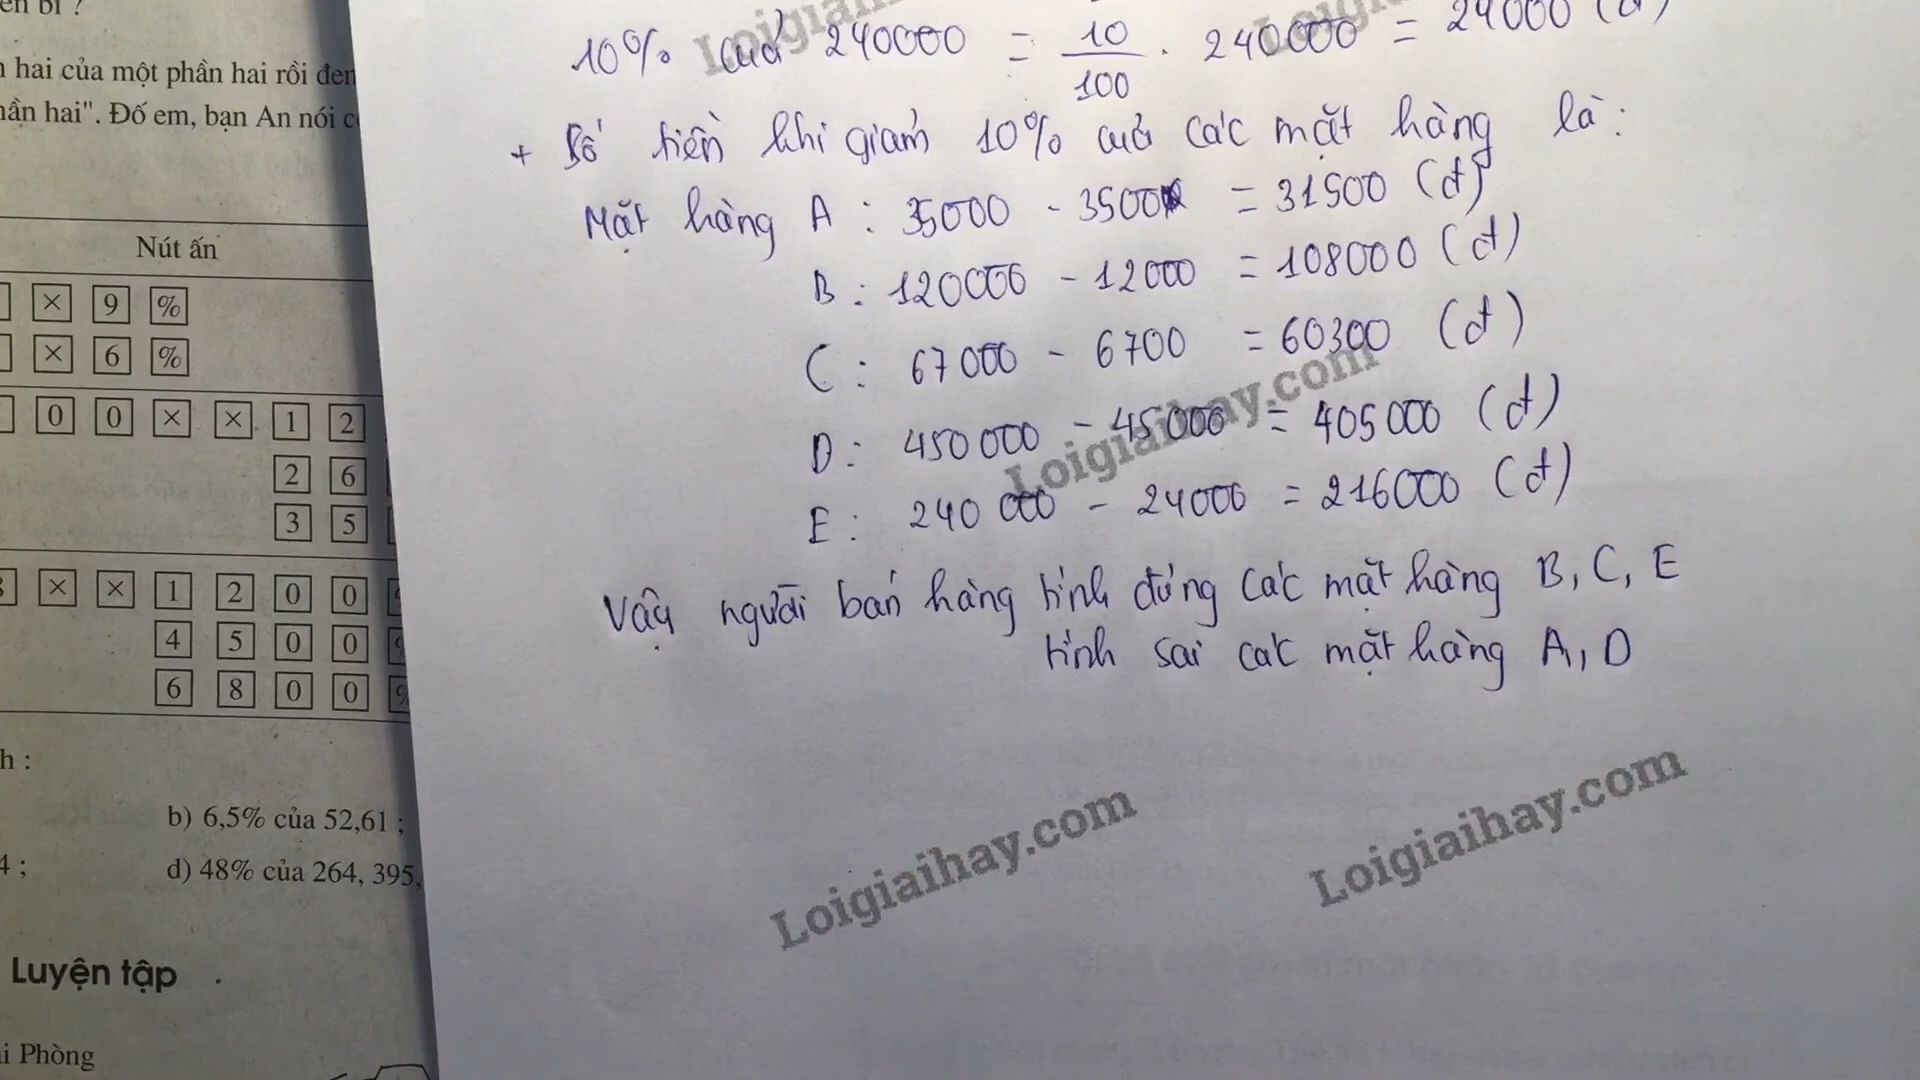 n hai của một phần hai rồi đen
hần hai". Đố em, bạn An nói c
Nút ấn
× 9 %
× 6 %
0 0 × × 1 2
2 6
3 5
× × 1 2 0 0
4 5 0 0
6 8 0 0
h :
b) 6,5% của 52,61 ;
4 ;
d) 48% của 264, 395,
Luyện tập
i Phòng
10% của 240000 = 10/100 . 240000 = 24000 (đ)
+ Số tiền khi giảm 10% của các mặt hàng là :
Mặt hàng A : 35000 - 3500 = 31500 (đ)
B : 120000 - 12000 = 108000 (đ)
C : 67000 - 6700 = 60300 (đ)
D : 450000 - 45000 = 405000 (đ)
E : 240000 - 24000 = 216000 (đ)
Vậy người bán hàng tính đúng các mặt hàng B, C, E
tính sai các mặt hàng A, D
Loigiaihay.com
Loigiaihay.com
Loigiaihay.com